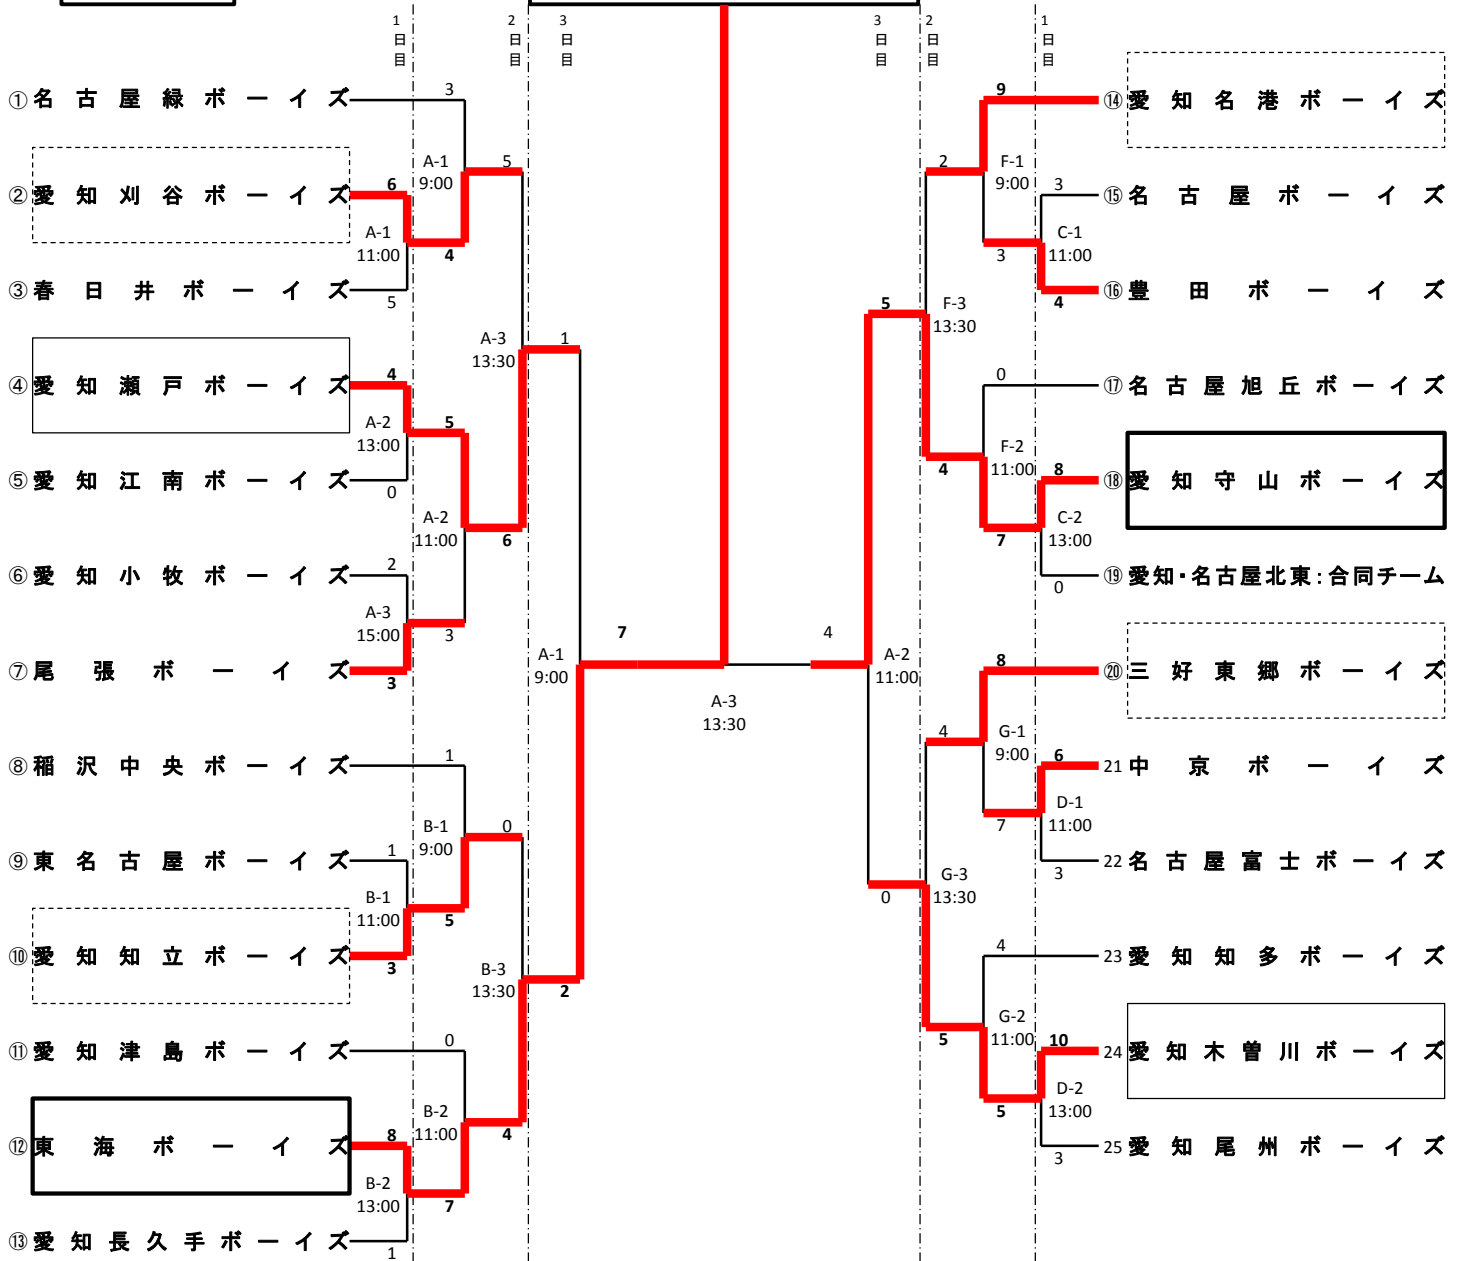 1日目
2日目
3日目
3日目
2日目
1日目
①名古屋緑ボーイズ
3
②愛知刈谷ボーイズ
6
A-1
11:00
③春日井ボーイズ
5
A-1
9:00
4
5
④愛知瀬戸ボーイズ
4
A-2
13:00
⑤愛知江南ボーイズ
0
5
A-2
11:00
6
⑥愛知小牧ボーイズ
2
A-3
15:00
3
⑦尾張ボーイズ
3
A-3
13:30
1
⑧稲沢中央ボーイズ
1
⑨東名古屋ボーイズ
1
B-1
11:00
⑩愛知知立ボーイズ
3
B-1
9:00
5
0
⑪愛知津島ボーイズ
0
⑫東海ボーイズ
8
B-2
13:00
⑬愛知長久手ボーイズ
1
B-2
11:00
7
4
B-3
13:30
2
A-1
9:00
7
A-3
13:30
4
A-2
11:00
5
0
⑭愛知名港ボーイズ
9
F-1
9:00
2
3
⑮名古屋ボーイズ
3
C-1
11:00
⑯豊田ボーイズ
4
F-3
13:30
⑰名古屋旭丘ボーイズ
0
F-2
11:00
4
7
⑱愛知守山ボーイズ
8
C-2
13:00
⑲愛知・名古屋北東:合同チーム
0
⑳三好東郷ボーイズ
8
G-1
9:00
4
7
21中京ボーイズ
6
D-1
11:00
22名古屋富士ボーイズ
3
G-3
13:30
23愛知知多ボーイズ
4
G-2
11:00
5
5
24愛知木曽川ボーイズ
10
D-2
13:00
25愛知尾州ボーイズ
3